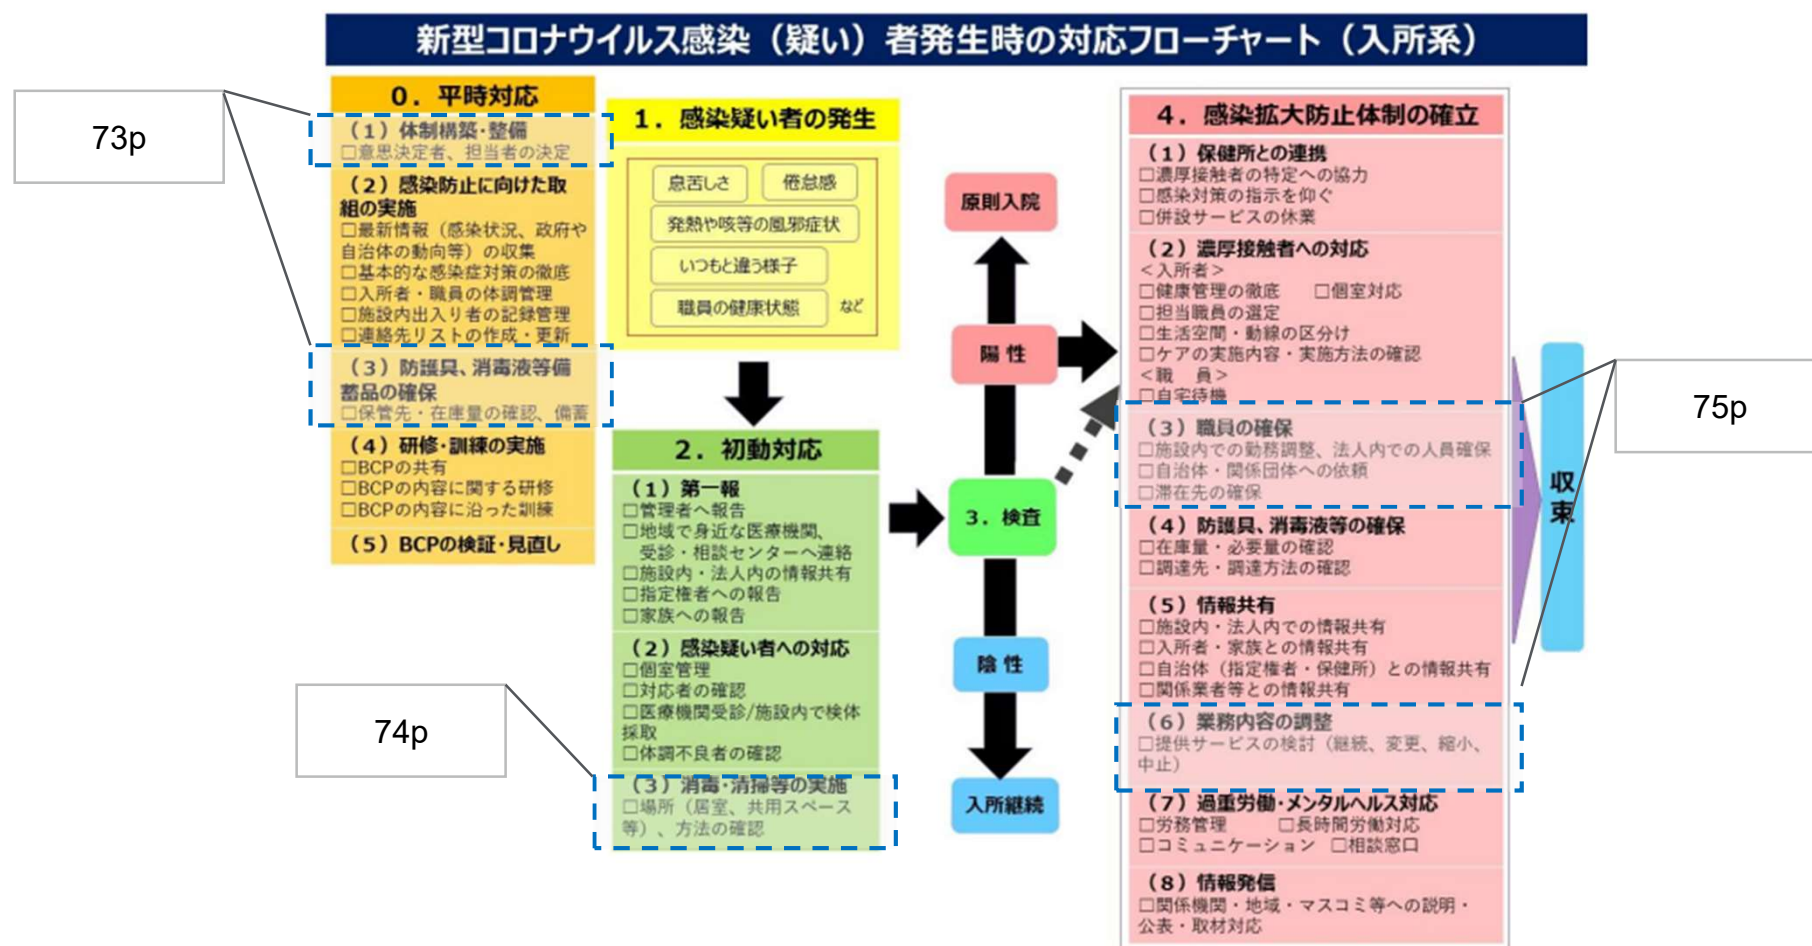 新型コロナウイルス感染（疑い）者発生時の対応フローチャート（入所系）
73p
０．平時対応
（１）体制構築・整備
□意思決定者、担当者の決定
（２）感染防止に向けた取
組の実施
□最新情報（感染状況、政府や
自治体の動向等）の収集
□基本的な感染症対策の徹底
□入所者・職員の体調管理
□施設内出入り者の記録管理
□連絡先リストの作成・更新
（３）防護具、消毒液等備
蓄品の確保
□保管先・在庫量の確認、備蓄
（４）研修・訓練の実施
□BCPの共有
□BCPの内容に関する研修
□BCPの内容に沿った訓練
（５）BCPの検証・見直し
１．感染疑い者の発生
息苦しさ
倦怠感
発熱や咳等の風邪症状
いつもと違う様子
職員の健康状態
など
２．初動対応
（１）第一報
□管理者へ報告
□地域で身近な医療機関、
受診・相談センターへ連絡
□施設内・法人内の情報共有
□指定権者への報告
□家族への報告
（２）感染疑い者への対応
□個室管理
□対応者の確認
□医療機関受診/施設内で検体
採取
□体調不良者の確認
（３）消毒・清掃等の実施
□場所（居室、共用スペース
等）、方法の確認
74p
原則入院
陽性
３．検査
陰性
入所継続
４．感染拡大防止体制の確立
（１）保健所との連携
□濃厚接触者の特定への協力
□感染対策の指示を仰ぐ
□併設サービスの休業
（２）濃厚接触者への対応
＜入所者＞
□健康管理の徹底　□個室対応
□担当職員の選定
□生活空間・動線の区分け
□ケアの実施内容・実施方法の確認
＜職　員＞
□自宅待機
（３）職員の確保
□施設内での勤務調整、法人内での人員確保
□自治体・関係団体への依頼
□滞在先の確保
（４）防護具、消毒液等の確保
□在庫量・必要量の確認
□調達先・調達方法の確認
（５）情報共有
□施設内・法人内での情報共有
□入所者・家族との情報共有
□自治体（指定権者・保健所）との情報共有
□関係業者等との情報共有
（６）業務内容の調整
□提供サービスの検討（継続、変更、縮小、
中止）
（７）過重労働・メンタルヘルス対応
□労務管理　□長時間労働対応
□コミュニケーション　□相談窓口
（８）情報発信
□関係機関・地域・マスコミ等への説明・
公表・取材対応
75p
収束